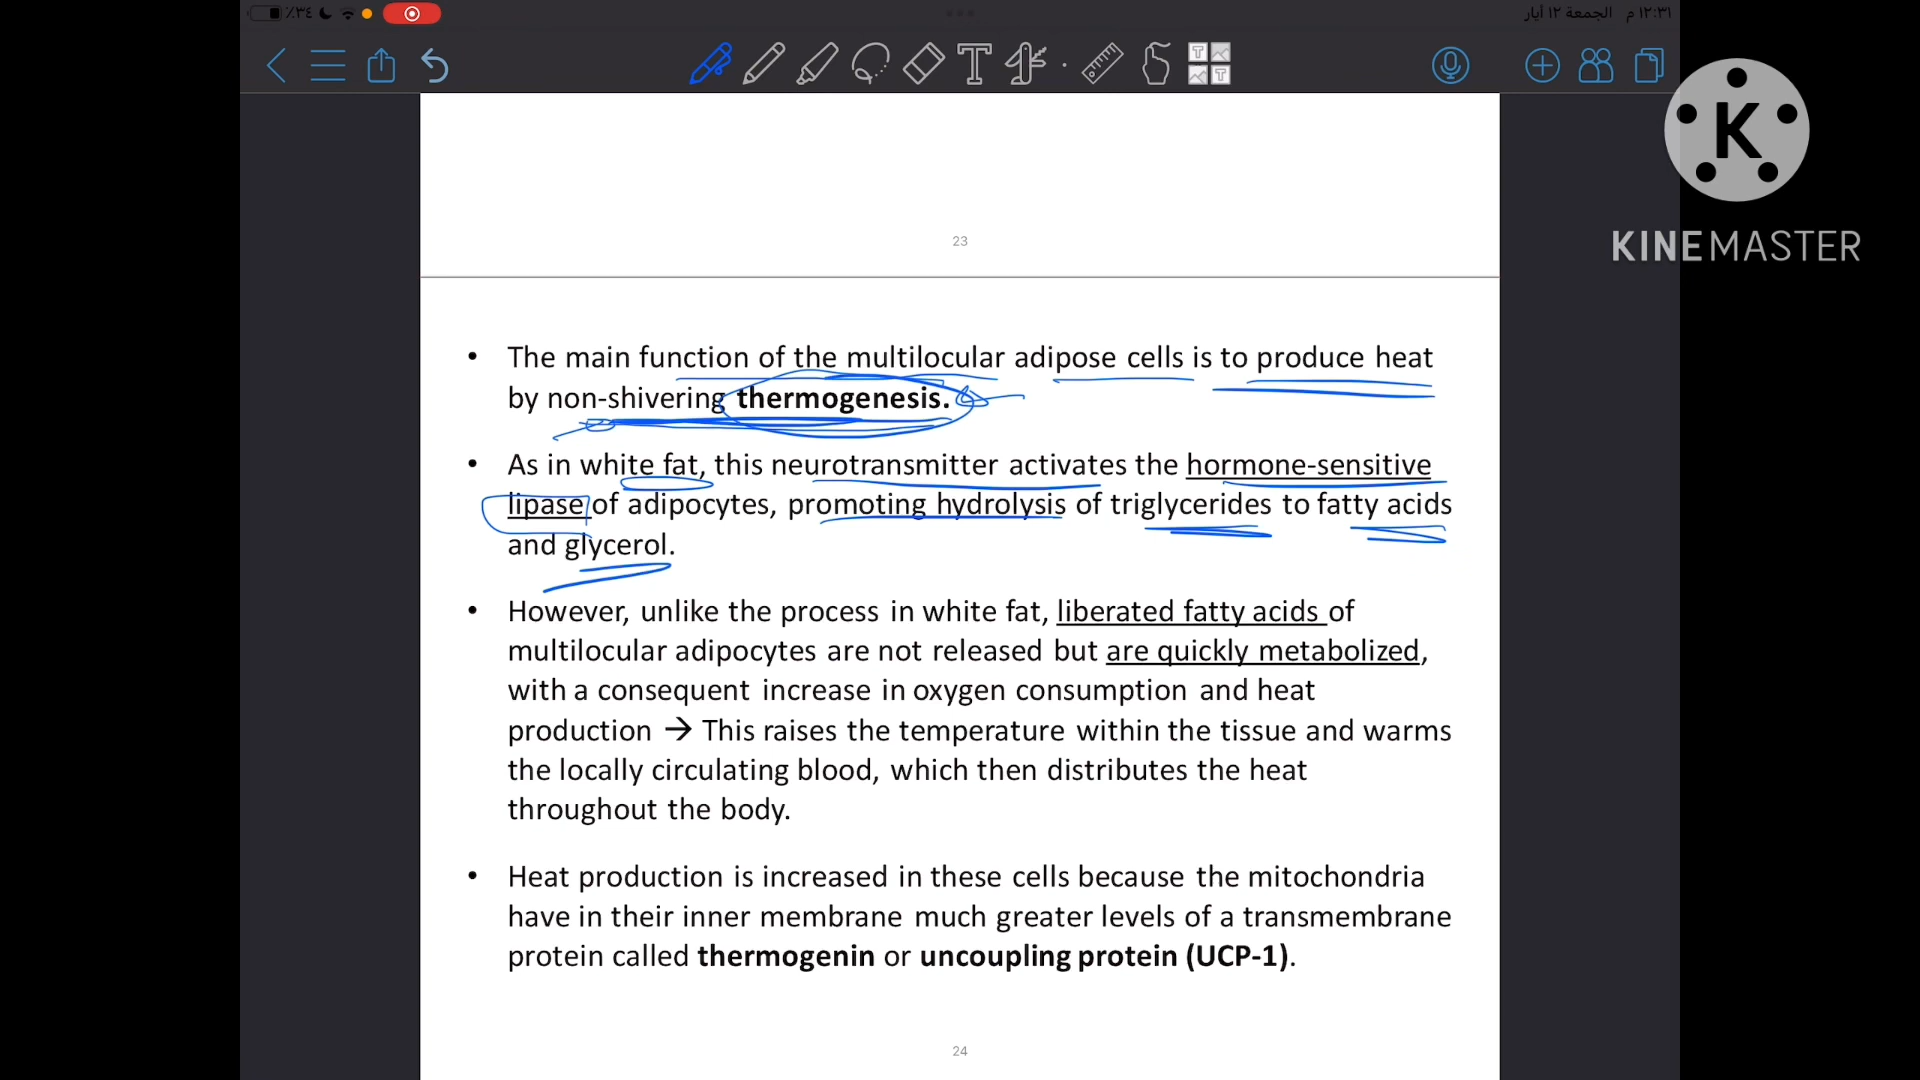 ٪٣٤
الجمعة ١٢ أيار ١٢:٣١ م
K
KINEMASTER
23
• The main function of the multilocular adipose cells is to produce heat
by non-shivering thermogenesis.
• As in white fat, this neurotransmitter activates the hormone-sensitive
lipase of adipocytes, promoting hydrolysis of triglycerides to fatty acids
and glycerol.
• However, unlike the process in white fat, liberated fatty acids of
multilocular adipocytes are not released but are quickly metabolized,
with a consequent increase in oxygen consumption and heat
production → This raises the temperature within the tissue and warms
the locally circulating blood, which then distributes the heat
throughout the body.
• Heat production is increased in these cells because the mitochondria
have in their inner membrane much greater levels of a transmembrane
protein called thermogenin or uncoupling protein (UCP-1).
24